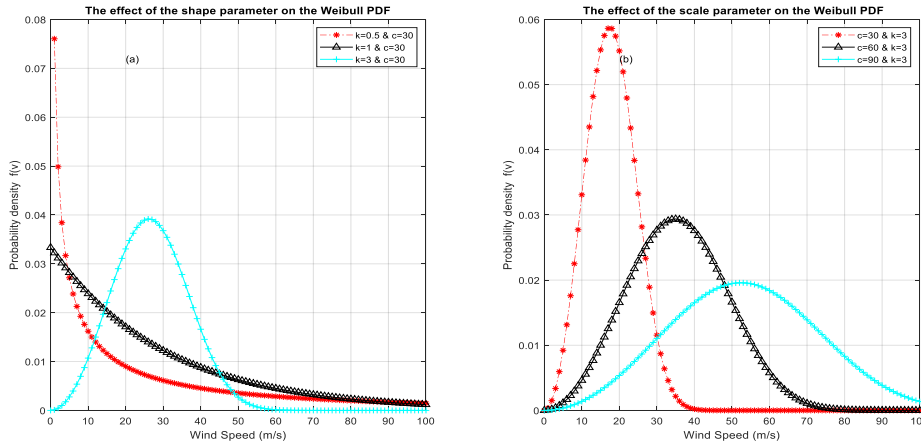 The effect of the shape parameter on the Weibull PDF
0.08
0.07
0.06
0.05
0.04
0.03
0.02
0.01
0
Probability density f(v)
(a)
k=0.5 & c=30
k=1 & c=30
k=3 & c=30
0 10 20 30 40 50 60 70 80 90 100
Wind Speed (m/s)
The effect of the scale parameter on the Weibull PDF
0.06
0.05
0.04
0.03
0.02
0.01
0
Probability density f(v)
(b)
c=30 & k=3
c=60 & k=3
c=90 & k=3
0 10 20 30 40 50 60 70 80 90 100
Wind Speed (m/s)